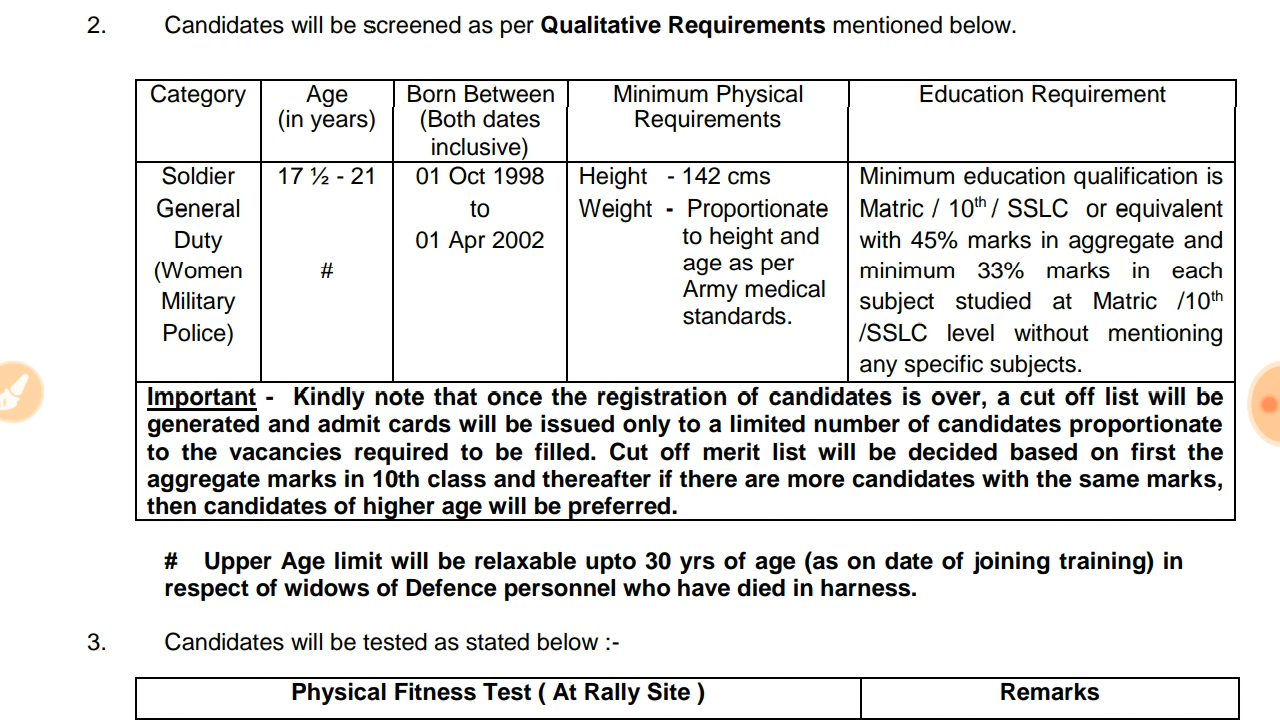 2. Candidates will be screened as per Qualitative Requirements mentioned below.
Category
Age
(in years)
Born Between
(Both dates
inclusive)
Minimum Physical
Requirements
Education Requirement
Soldier
General
Duty
(Women
Military
Police)
17 ½ - 21
#
01 Oct 1998
to
01 Apr 2002
Height - 142 cms
Weight - Proportionate
to height and
age as per
Army medical
standards.
Minimum education qualification is
Matric / 10th / SSLC or equivalent
with 45% marks in aggregate and
minimum 33% marks in each
subject studied at Matric /10th
/SSLC level without mentioning
any specific subjects.
Important - Kindly note that once the registration of candidates is over, a cut off list will be
generated and admit cards will be issued only to a limited number of candidates proportionate
to the vacancies required to be filled. Cut off merit list will be decided based on first the
aggregate marks in 10th class and thereafter if there are more candidates with the same marks,
then candidates of higher age will be preferred.
# Upper Age limit will be relaxable upto 30 yrs of age (as on date of joining training) in
respect of widows of Defence personnel who have died in harness.
3. Candidates will be tested as stated below :-
Physical Fitness Test ( At Rally Site )
Remarks